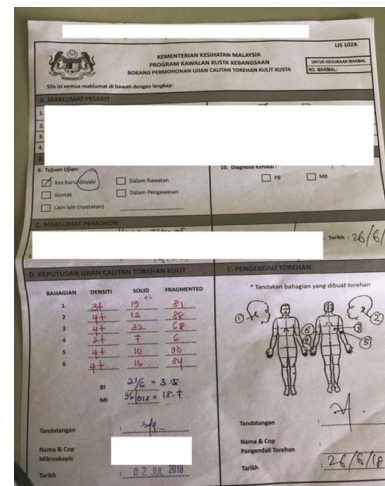 LIS 102A
KEMENTERIAN KESIHATAN MALAYSIA
PROGRAM KAWALAN KUSTA KEBANGSAAN
BORANG PERMOHONAN UJIAN CALITAN TOREHAN KULIT KUSTA
UNTUK KEGUNAAN MAKMAL
NO. MAKMAL:
Sila isi semua maklumat di bawah dengan lengkap:
A. MAKLUMAT PESAKIT
1.
2.
3.
4.
9. Tujuan Ujian:
Kes baru/disyaki
Dalam Rawatan
Kontak
Dalam Pengawasan
Lain-lain (nyatakan)
PB
MB
C. MAKLUMAT PEMOHON
Tarikh : 26/6/
D. KEPUTUSAN UJIAN CALITAN TOREHAN KULIT
BAHAGIAN DENSITI SOLID FRAGMENTED
1 3+ 19 81
2 4+ 12 88
3 4+ 32 68
4 2+ 7 6
5 4+ 10 90
6 4+ 16 84
BI 21/6 = 3.5
MI
Tandatangan :
Nama & Cop
Mikroskopis
Tarikh : 02 JUL 2018
E. PENGENDALI TOREHAN
* Tandakan bahagian yang dibuat torehan
Tandatangan :
Nama & Cop
Pengendali Torehan
Tarikh : 26/6/18